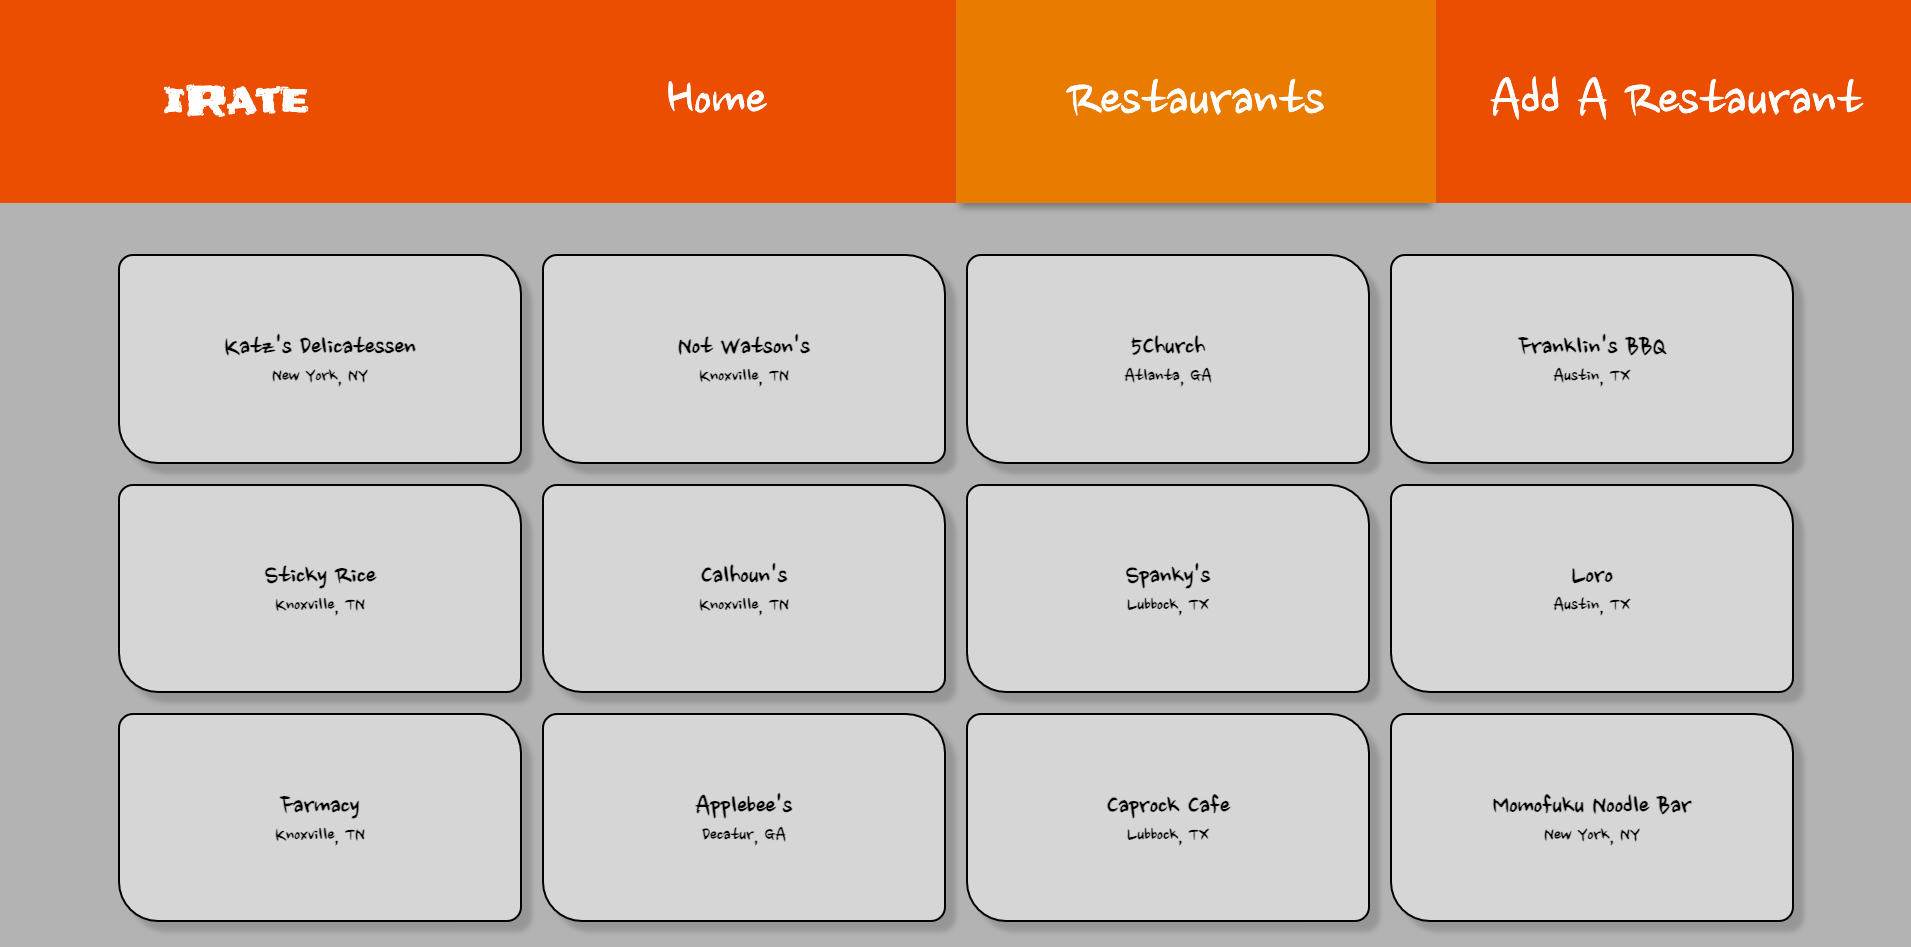 IRATE
Home
Restaurants
Add A Restaurant
Katz's Delicatessen
New York, NY
Not Watson's
Knoxville, TN
5Church
Atlanta, GA
Franklin's BBQ
Austin, TX
Sticky Rice
Knoxville, TN
Calhoun's
Knoxville, TN
Spanky's
Lubbock, TX
Loro
Austin, TX
Farmacy
Knoxville, TN
Applebee's
Decatur, GA
Caprock Cafe
Lubbock, TX
Momofuku Noodle Bar
New York, NY